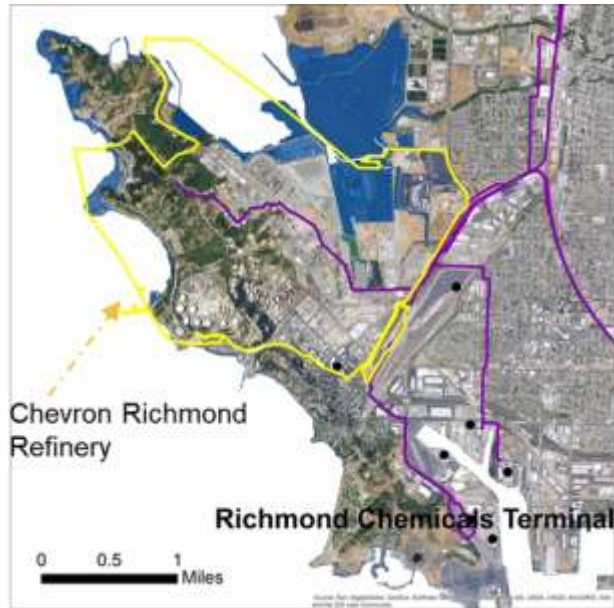 Chevron Richmond
Refinery
Richmond Chemicals Terminal
0 0.5 1
Miles